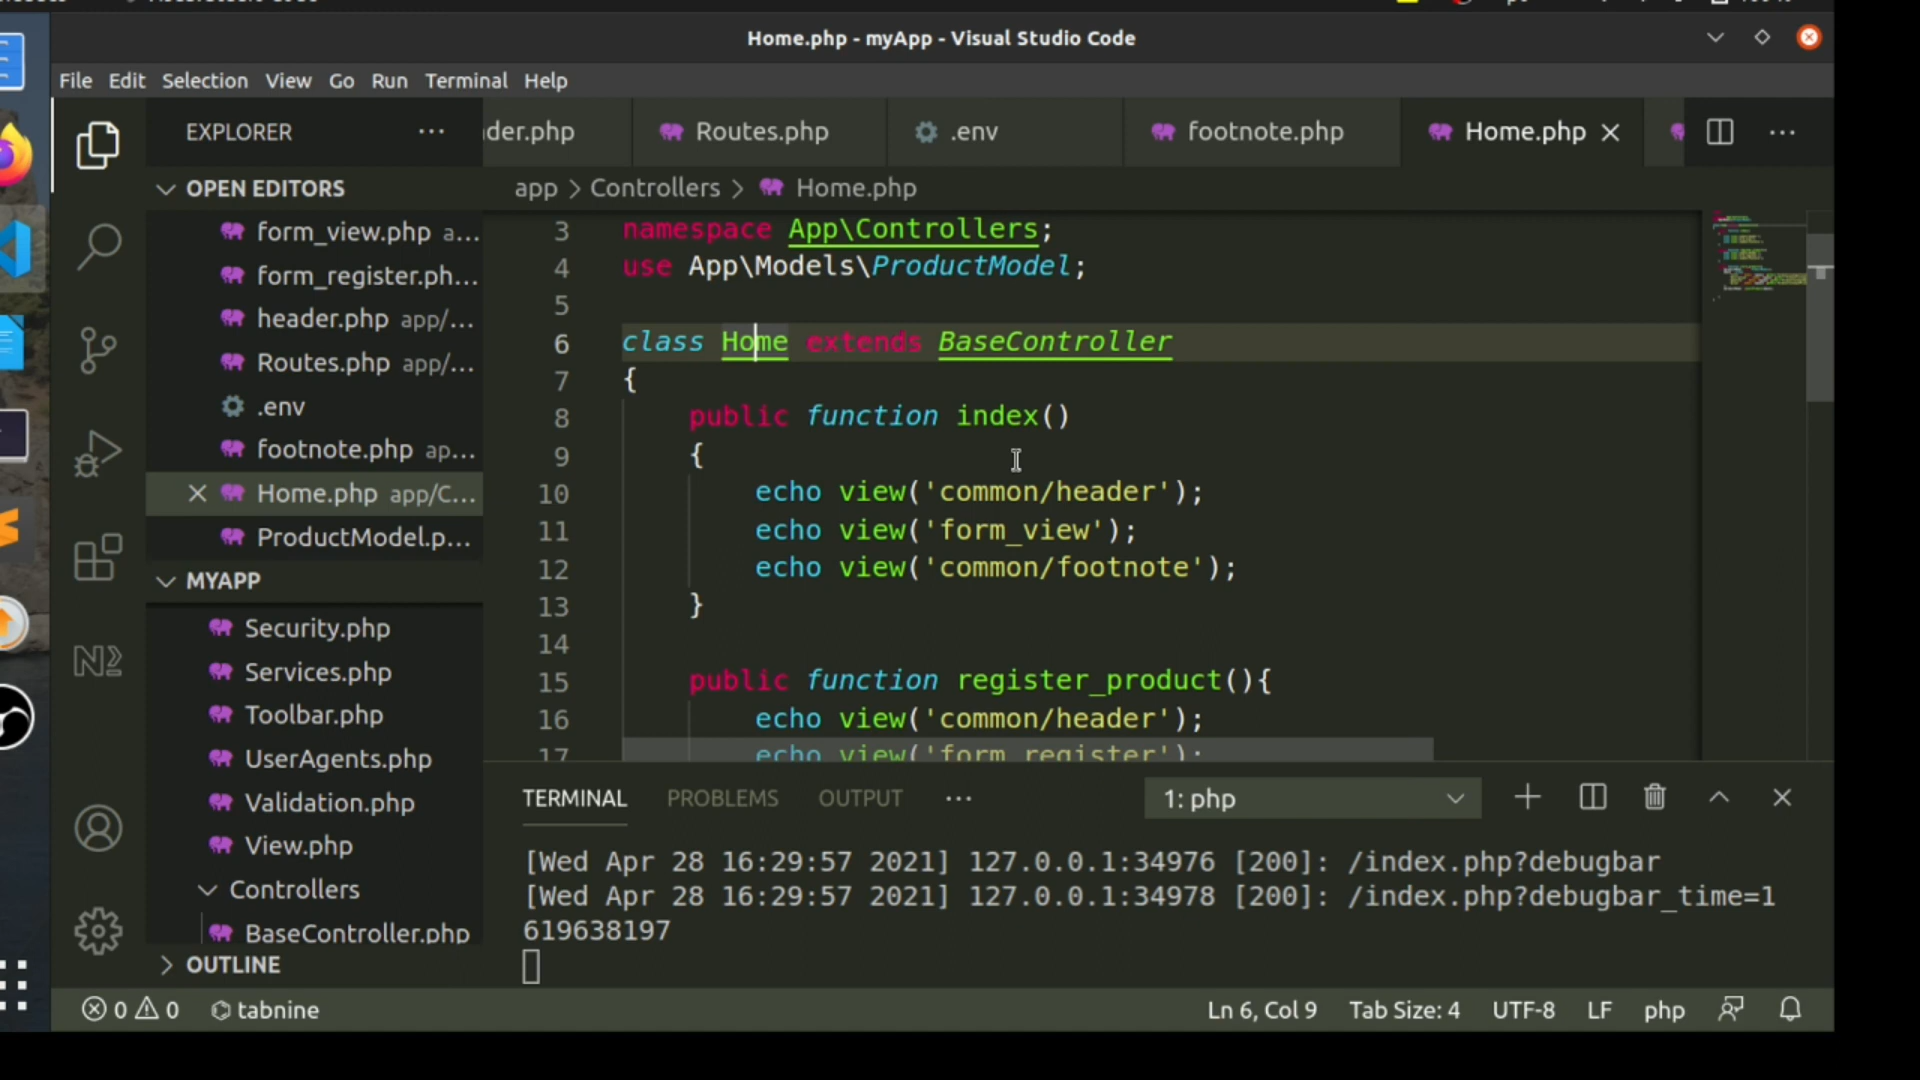 Home.php - myApp - Visual Studio Code
File Edit Selection View Go Run Terminal Help
EXPLORER
der.php
Routes.php
.env
footnote.php
Home.php
OPEN EDITORS
app > Controllers > Home.php
form_view.php a...
form_register.ph...
header.php app/...
Routes.php app/...
.env
footnote.php ap...
Home.php app/C...
ProductModel.p...
MYAPP
Security.php
Services.php
Toolbar.php
UserAgents.php
Validation.php
View.php
Controllers
BaseController.php
OUTLINE
3 namespace App\Controllers;
4 use App\Models\ProductModel;
5
6 class Home extends BaseController
7 {
8 public function index()
9 {
10 echo view('common/header');
11 echo view('form_view');
12 echo view('common/footnote');
13 }
14
15 public function register_product(){
16 echo view('common/header');
17 echo view('form_register');
TERMINAL PROBLEMS OUTPUT ... 1: php
[Wed Apr 28 16:29:57 2021] 127.0.0.1:34976 [200]: /index.php?debugbar
[Wed Apr 28 16:29:57 2021] 127.0.0.1:34978 [200]: /index.php?debugbar_time=1
619638197
0 0 tabnine Ln 6, Col 9 Tab Size: 4 UTF-8 LF php